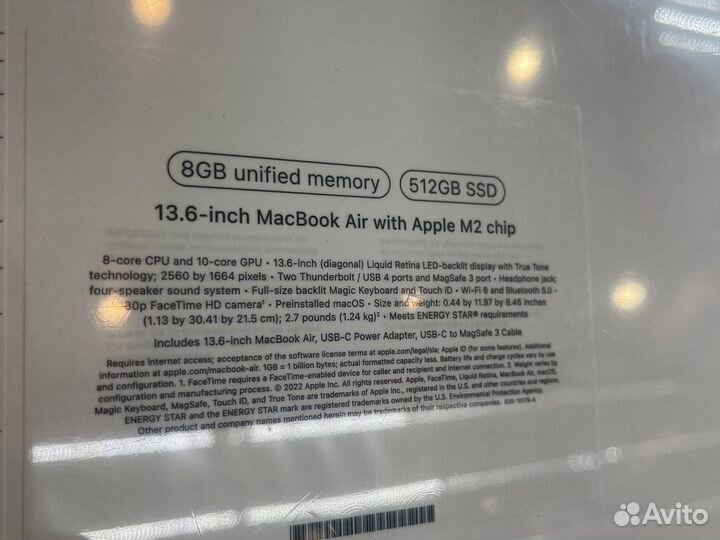 8GB unified memory
512GB SSD
13.6-inch MacBook Air with Apple M2 chip
8-core CPU and 10-core GPU • 13.6-inch (diagonal) Liquid Retina LED-backlit display with True Tone
technology; 2560 by 1664 pixels • Two Thunderbolt / USB 4 ports and MagSafe 3 port • Headphone jack;
four-speaker sound system • Full-size backlit Magic Keyboard and Touch ID • Wi-Fi 6 and Bluetooth 5.0 •
FaceTime HD camera¹ • Preinstalled macOS • Size and weight: 0.44 by 11.97 by 8.46 inches
(1.13 by 30.41 by 21.5 cm); 2.7 pounds (1.24 kg)² • Meets ENERGY STAR® requirements
Includes 13.6-inch MacBook Air, USB-C Power Adapter, USB-C to MagSafe 3 Cable
Requires internet access; acceptance of the software license terms at apple.com/legal/sla; Apple ID (for some features). Additional
information at apple.com/macbook-air. 1GB = 1 billion bytes; actual formatted capacity less. Battery life and charge cycles vary by use
and configuration. 1. FaceTime requires a FaceTime-enabled device for caller and recipient and internet connection. 2. Weight varies by
configuration and manufacturing process. © 2022 Apple Inc. All rights reserved. Apple, FaceTime, Liquid Retina, MacBook Air, macOS,
Magic Keyboard, MagSafe, Touch ID, and True Tone are trademarks of Apple Inc., registered in the U.S. and other countries and regions.
ENERGY STAR and the ENERGY STAR mark are registered trademarks owned by the U.S. Environmental Protection Agency.
Other product and company names mentioned herein may be trademarks of their respective companies.
Avito